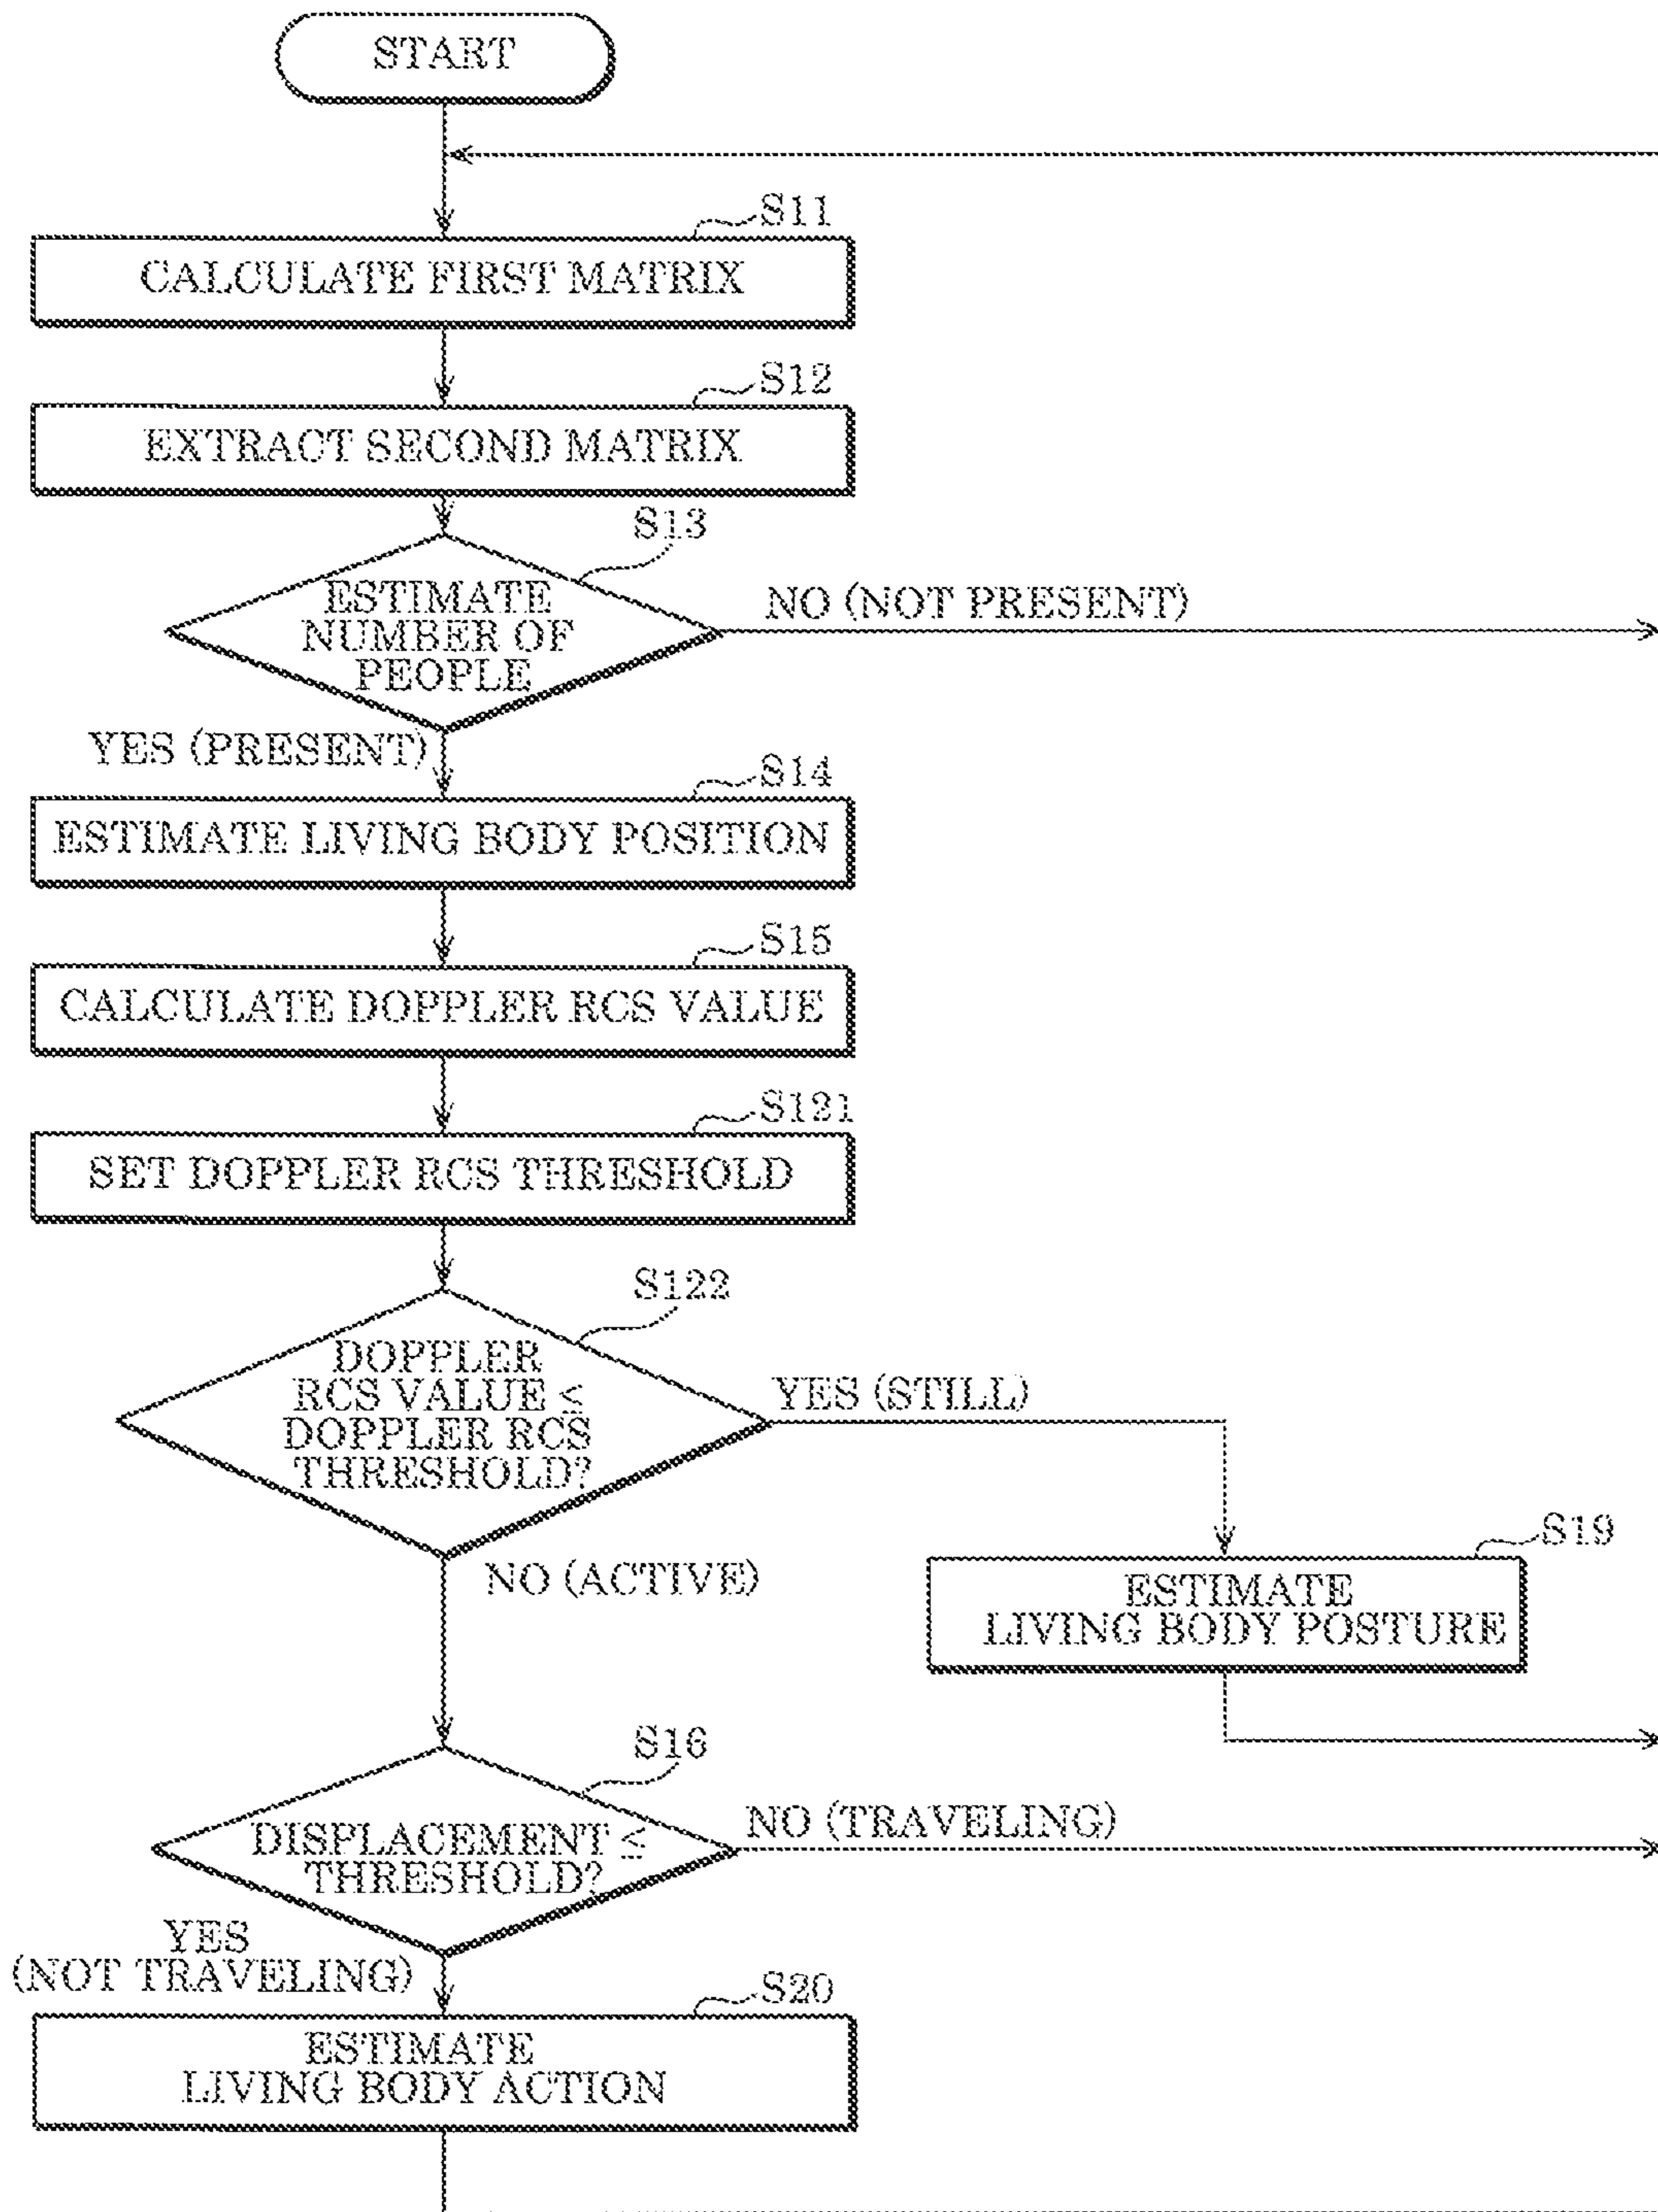 START
S11
CALCULATE FIRST MATRIX
S12
EXTRACT SECOND MATRIX
S13
ESTIMATE
NUMBER OF
PEOPLE
NO (NOT PRESENT)
YES (PRESENT)
S14
ESTIMATE LIVING BODY POSITION
S15
CALCULATE DOPPLER RCS VALUE
S121
SET DOPPLER RCS THRESHOLD
S122
DOPPLER
RCS VALUE ≤
DOPPLER RCS
THRESHOLD?
YES (STILL)
NO (ACTIVE)
S19
ESTIMATE
LIVING BODY POSTURE
S16
DISPLACEMENT ≤
THRESHOLD?
NO (TRAVELING)
YES
(NOT TRAVELING)
S20
ESTIMATE
LIVING BODY ACTION